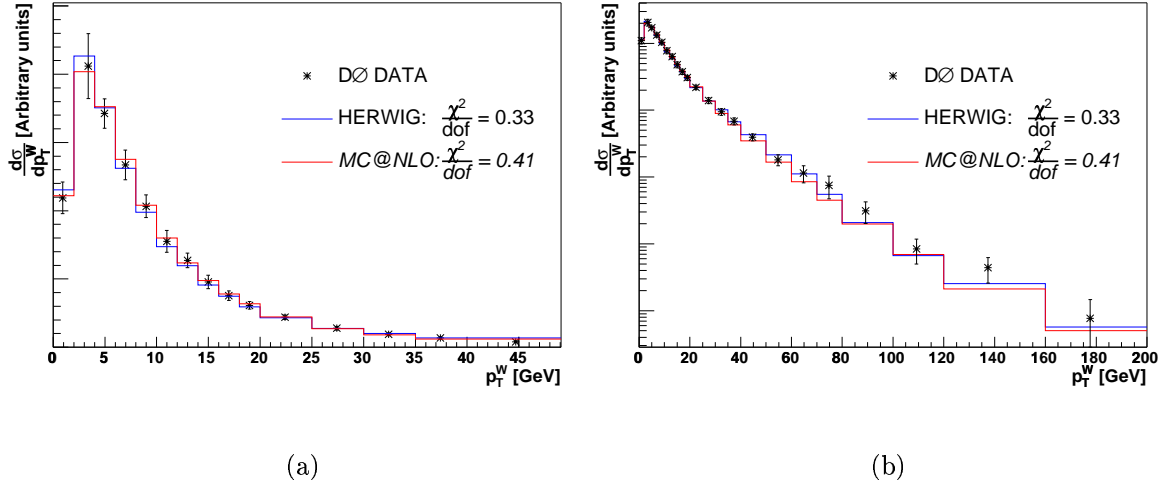 dσ/dp_T^W [Arbitrary units]
DØ DATA
HERWIG: χ²/dof = 0.33
MC@NLO: χ²/dof = 0.41
0 5 10 15 20 25 30 35 40 45
p_T^W [GeV]
(a)
dσ/dp_T^W [Arbitrary units]
DØ DATA
HERWIG: χ²/dof = 0.33
MC@NLO: χ²/dof = 0.41
0 20 40 60 80 100 120 140 160 180 200
p_T^W [GeV]
(b)